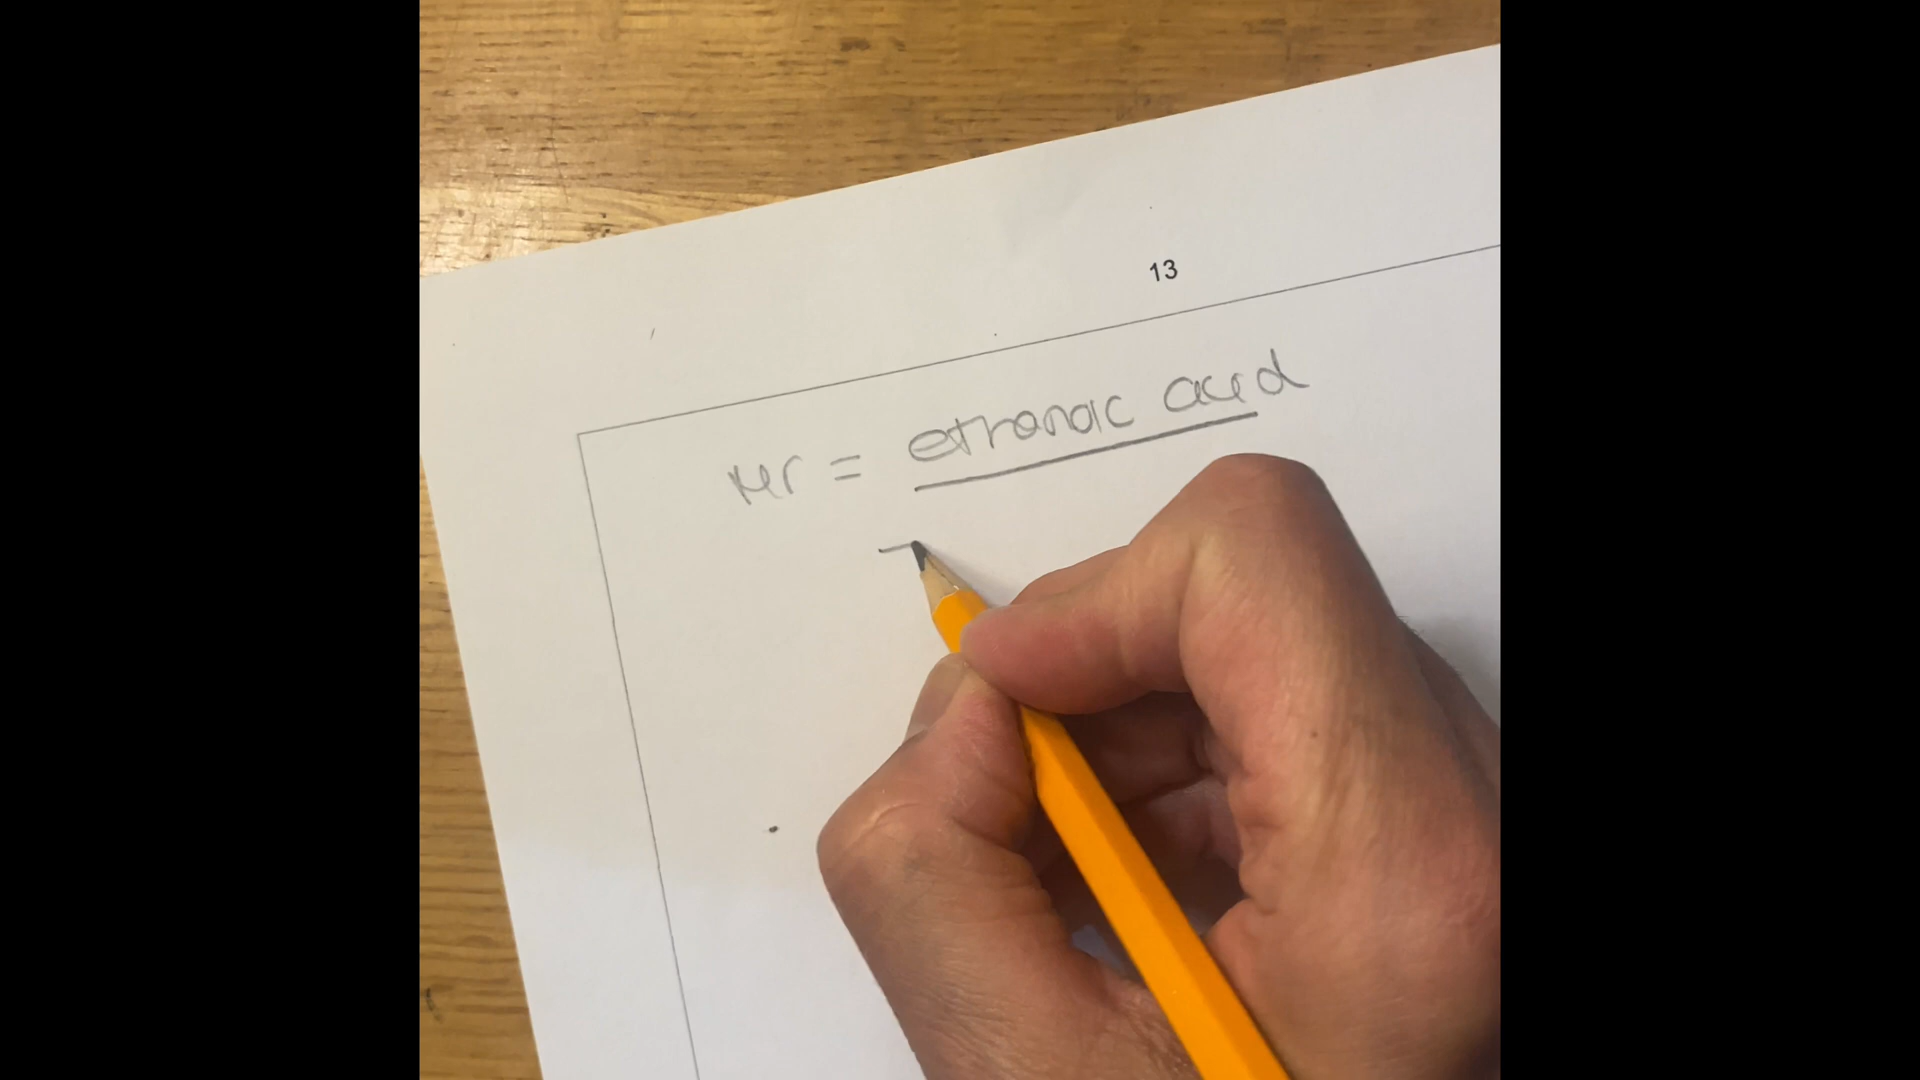 13
Mr = ethanoic acid